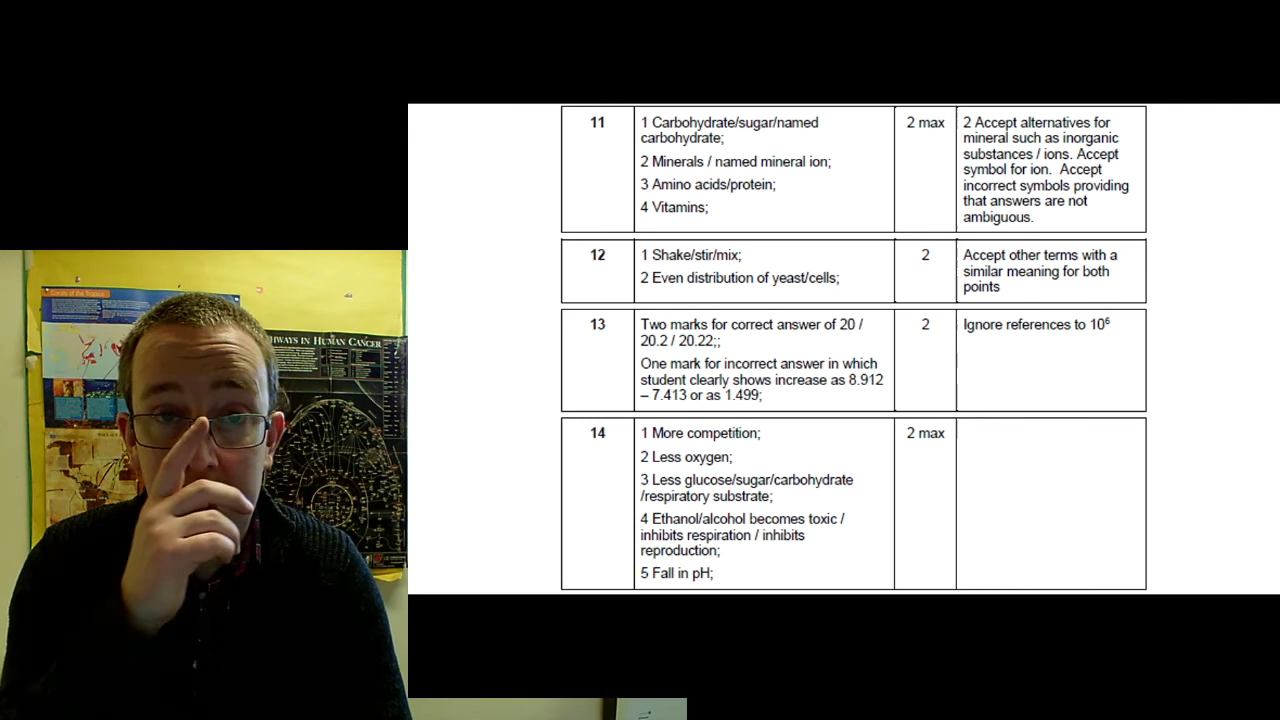 Corals of the Tropics
HWAYS IN HUMAN CANCER
11
1 Carbohydrate/sugar/named
carbohydrate;
2 Minerals / named mineral ion;
3 Amino acids/protein;
4 Vitamins;
2 max
2 Accept alternatives for
mineral such as inorganic
substances / ions. Accept
symbol for ion. Accept
incorrect symbols providing
that answers are not
ambiguous.
12
1 Shake/stir/mix;
2 Even distribution of yeast/cells;
2
Accept other terms with a
similar meaning for both
points
13
Two marks for correct answer of 20 /
20.2 / 20.22;;
One mark for incorrect answer in which
student clearly shows increase as 8.912
– 7.413 or as 1.499;
2
Ignore references to 10⁶
14
1 More competition;
2 Less oxygen;
3 Less glucose/sugar/carbohydrate
/respiratory substrate;
4 Ethanol/alcohol becomes toxic /
inhibits respiration / inhibits
reproduction;
5 Fall in pH;
2 max